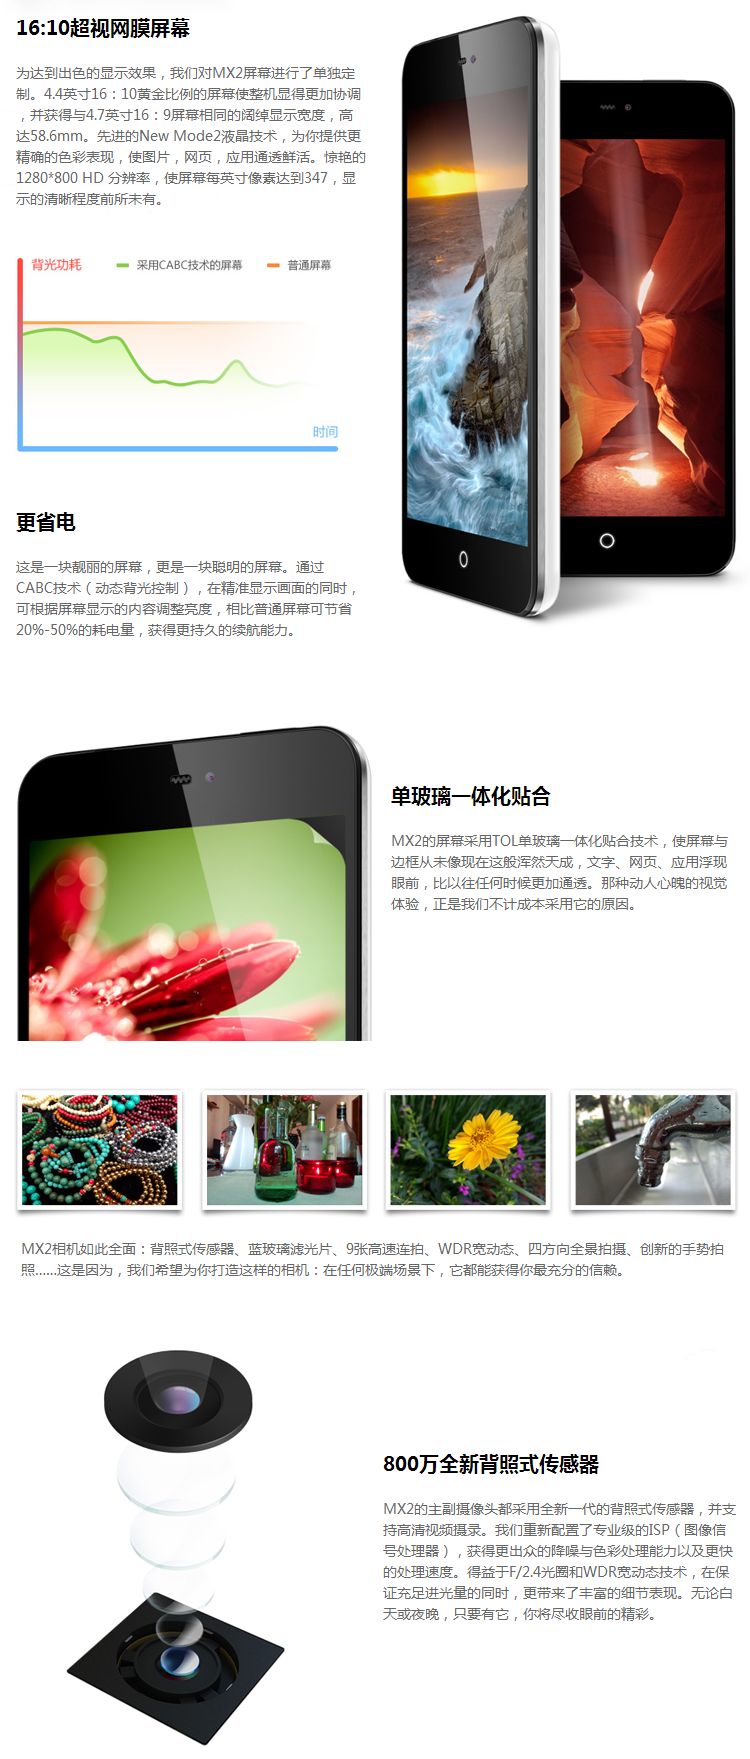 16:10超视网膜屏幕
为达到出色的显示效果，我们对MX2屏幕进行了单独定
制。4.4英寸16：10黄金比例的屏幕使整机显得更加协调
，并获得与4.7英寸16：9屏幕相同的阔绰显示宽度，高
达58.6mm。先进的New Mode2液晶技术，为你提供更
精确的色彩表现，使图片，网页，应用通透鲜活。惊艳的
1280*800 HD 分辨率，使屏幕每英寸像素达到347，显
示的清晰程度前所未有。
背光功耗 采用CABC技术的屏幕 普通屏幕
时间
更省电
这是一块靓丽的屏幕，更是一块聪明的屏幕。通过
CABC技术（动态背光控制），在精准显示画面的同时，
可根据屏幕显示的内容调整亮度，相比普通屏幕可节省
20%-50%的耗电量，获得更持久的续航能力。
单玻璃一体化贴合
MX2的屏幕采用TOL单玻璃一体化贴合技术，使屏幕与
边框从未像现在这般浑然天成，文字、网页、应用浮现
眼前，比以往任何时候更加通透。那种动人心魄的视觉
体验，正是我们不计成本采用它的原因。
MX2相机如此全面：背照式传感器、蓝玻璃滤光片、9张高速连拍、WDR宽动态、四方向全景拍摄、创新的手势拍
照......这是因为，我们希望为你打造这样的相机：在任何极端场景下，它都能获得你最充分的信赖。
800万全新背照式传感器
MX2的主副摄像头都采用全新一代的背照式传感器，并支
持高清视频摄录。我们重新配置了专业级的ISP（图像信
号处理器），获得更出众的降噪与色彩处理能力以及更快
的处理速度。得益于F/2.4光圈和WDR宽动态技术，在保
证充足进光量的同时，更带来了丰富的细节表现。无论白
天或夜晚，只要有它，你将尽收眼前的精彩。